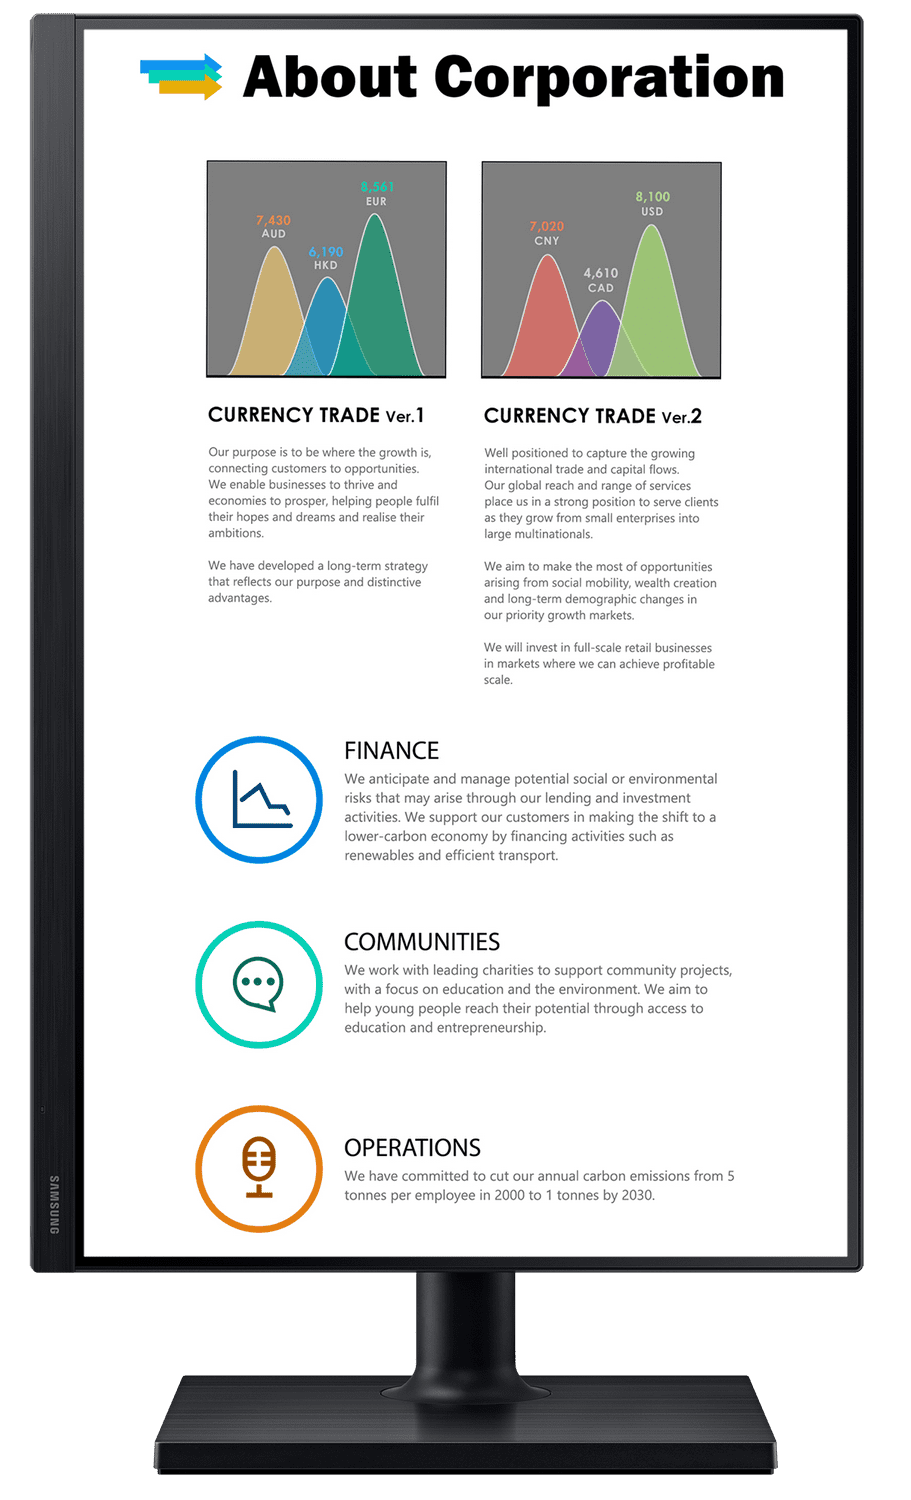 About Corporation
8,561
EUR
7,430
AUD
6,190
HKD
8,100
USD
7,020
CNY
4,610
CAD
CURRENCY TRADE Ver.1
Our purpose is to be where the growth is,
connecting customers to opportunities.
We enable businesses to thrive and
economies to prosper, helping people fulfil
their hopes and dreams and realise their
ambitions.
We have developed a long-term strategy
that reflects our purpose and distinctive
advantages.
CURRENCY TRADE Ver.2
Well positioned to capture the growing
international trade and capital flows.
Our global reach and range of services
place us in a strong position to serve clients
as they grow from small enterprises into
large multinationals.
We aim to make the most of opportunities
arising from social mobility, wealth creation
and long-term demographic changes in
our priority growth markets.
We will invest in full-scale retail businesses
in markets where we can achieve profitable
scale.
FINANCE
We anticipate and manage potential social or environmental
risks that may arise through our lending and investment
activities. We support our customers in making the shift to a
lower-carbon economy by financing activities such as
renewables and efficient transport.
COMMUNITIES
We work with leading charities to support community projects,
with a focus on education and the environment. We aim to
help young people reach their potential through access to
education and entrepreneurship.
OPERATIONS
We have committed to cut our annual carbon emissions from 5
tonnes per employee in 2000 to 1 tonnes by 2030.
SAMSUNG